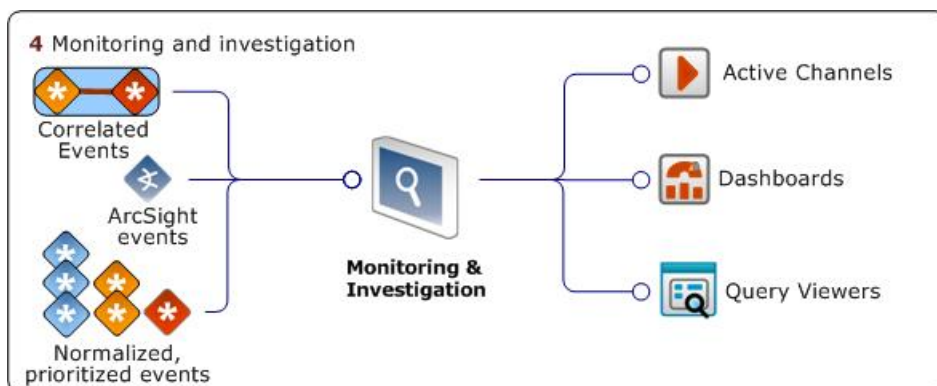 4 Monitoring and investigation
Correlated
Events
ArcSight
events
Normalized,
prioritized events
Monitoring &
Investigation
Active Channels
Dashboards
Query Viewers